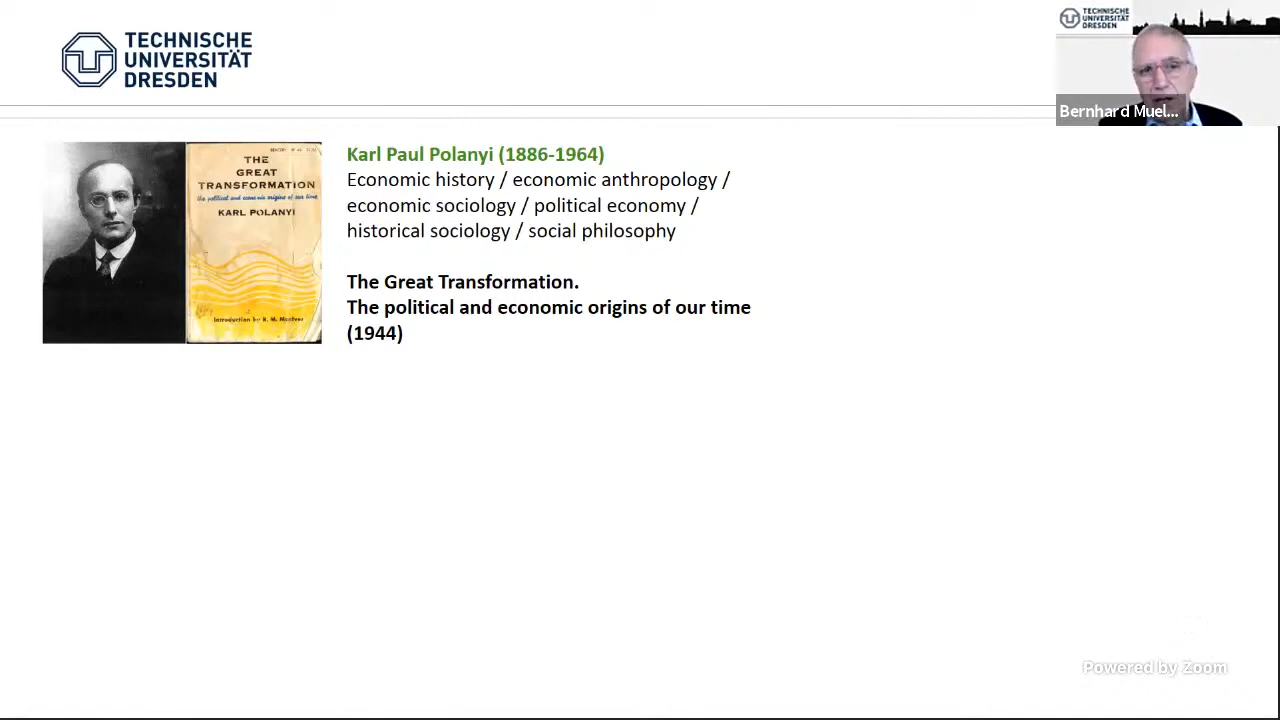 TECHNISCHE
UNIVERSITÄT
DRESDEN
TECHNISCHE
UNIVERSITÄT
DRESDEN
Bernhard Muel...
THE
GREAT
TRANSFORMATION
the political and economic origins of our time
KARL POLANYI
Introduction by R. M. MacIver
Karl Paul Polanyi (1886-1964)
Economic history / economic anthropology /
economic sociology / political economy /
historical sociology / social philosophy
The Great Transformation.
The political and economic origins of our time
(1944)
Powered by Zoom